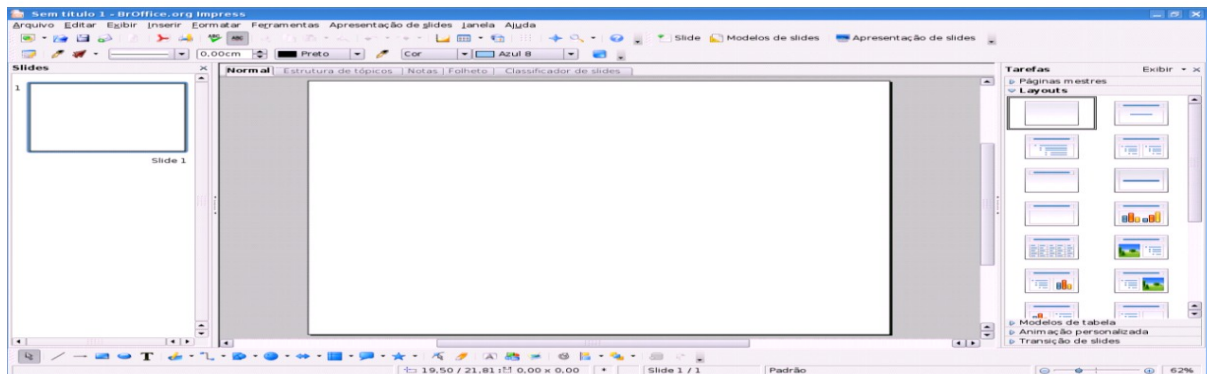 Sem título 1 - BrOffice.org Impress
Arquivo Editar Exibir Inserir Formatar Ferramentas Apresentação de slides Janela Ajuda
Slide Modelos de slides Apresentação de slides
0,00cm Preto Cor Azul 8
Slides
Normal Estrutura de tópicos Notas Folheto Classificador de slides
Tarefas Exibir
Páginas mestres
Layouts
1
Slide 1
Modelos de tabela
Animação personalizada
Transição de slides
19,50 / 21,81 0,00 x 0,00 * Slide 1 / 1 Padrão 62%